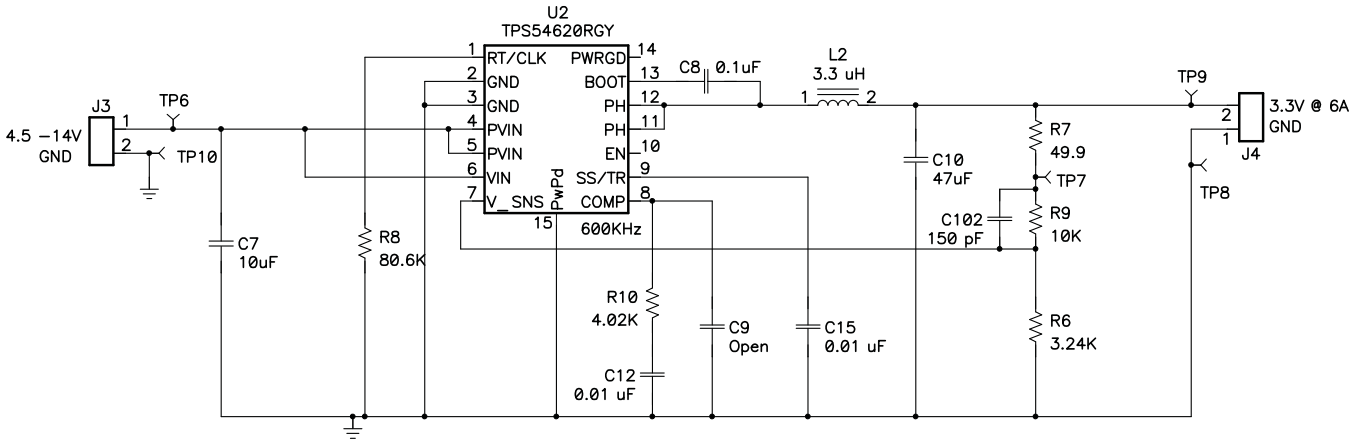 U2
TPS54620RGY
1 RT/CLK PWRGD 14
2 GND BOOT 13
3 GND PH 12
4 PVIN PH 11
5 PVIN EN 10
6 VIN SS/TR 9
7 V_SNS COMP 8
PwPd
15
600KHz
J3
1
2
4.5 –14V
GND
TP6
TP10
C7
10uF
R8
80.6K
C8 0.1uF
L2
3.3 uH
1 2
C10
47uF
R7
49.9
TP7
C102
150 pF
R9
10K
R10
4.02K
C12
0.01 uF
C9
Open
C15
0.01 uF
R6
3.24K
TP9
TP8
2
1
J4
3.3V @ 6A
GND